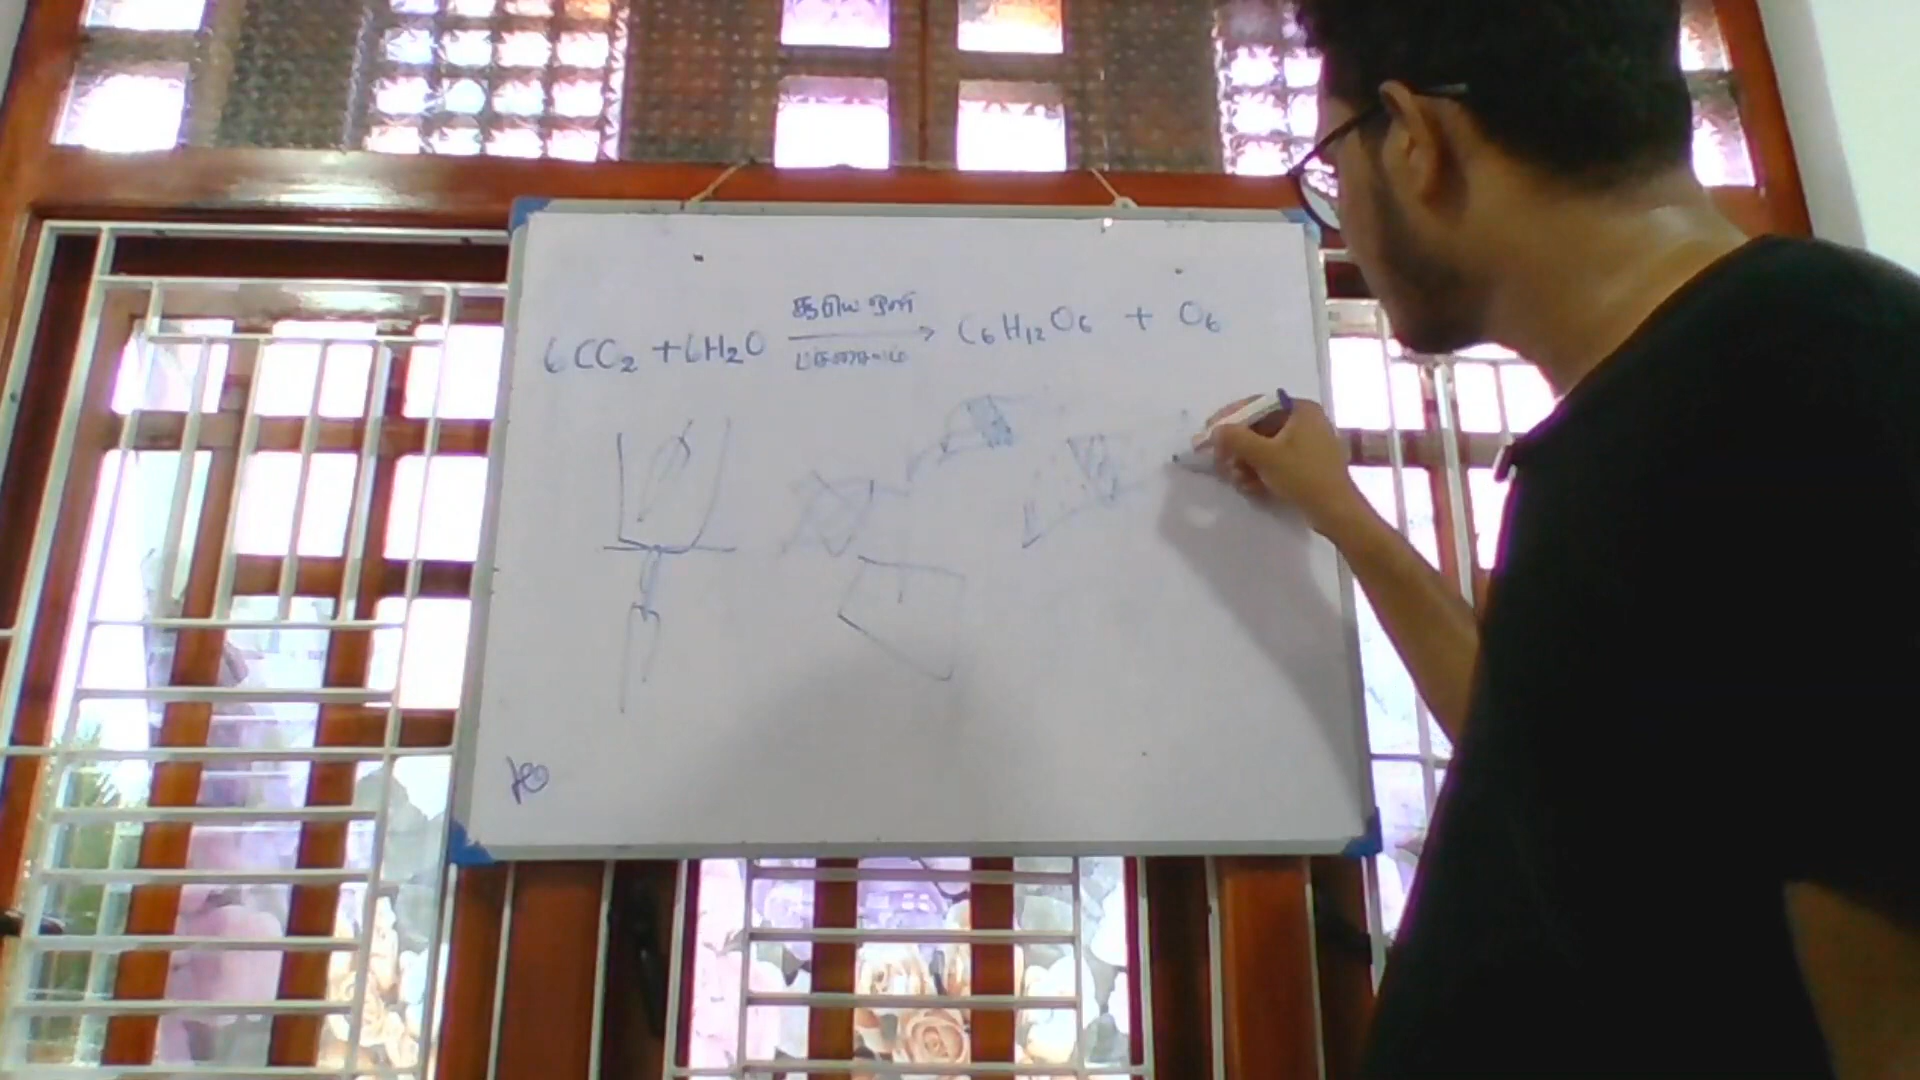 6CO₂ + 6H₂O சூரிய ஒளி → C₆H₁₂O₆ + O₆
பச்சையம்